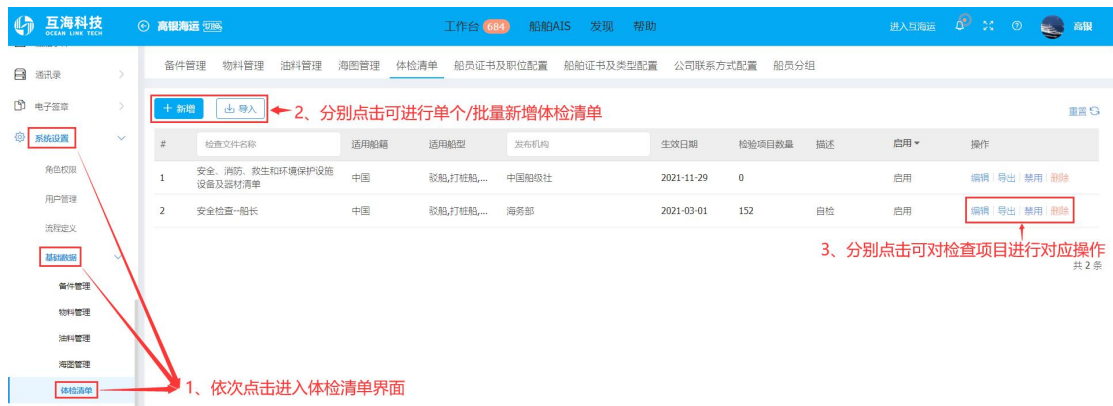 互海科技
OCEAN LINK TECH
高银海运 切换
工作台 684 船舶AIS 发现 帮助
进入互海运
高银
备件管理 物料管理 油料管理 海图管理 体检清单 船员证书及职位配置 船舶证书及类型配置 公司联系方式配置 船员分组
通讯录
电子签章
系统设置
角色权限
用户管理
流程定义
基础数据
备件管理
物料管理
油料管理
海图管理
体检清单
+ 新增 导入
2、分别点击可进行单个/批量新增体检清单
重置
# 检查文件名称 适用船籍 适用船型 发布机构 生效日期 检验项目数量 描述 启用 操作
1 安全、消防、救生和环境保护设施设备及器材清单 中国 驳船,打桩船,... 中国船级社 2021-11-29 0 启用 编辑 导出 禁用 删除
2 安全检查--船长 中国 驳船,打桩船,... 海务部 2021-03-01 152 自检 启用 编辑 导出 禁用 删除
3、分别点击可对检查项目进行对应操作
共 2 条
1、依次点击进入体检清单界面